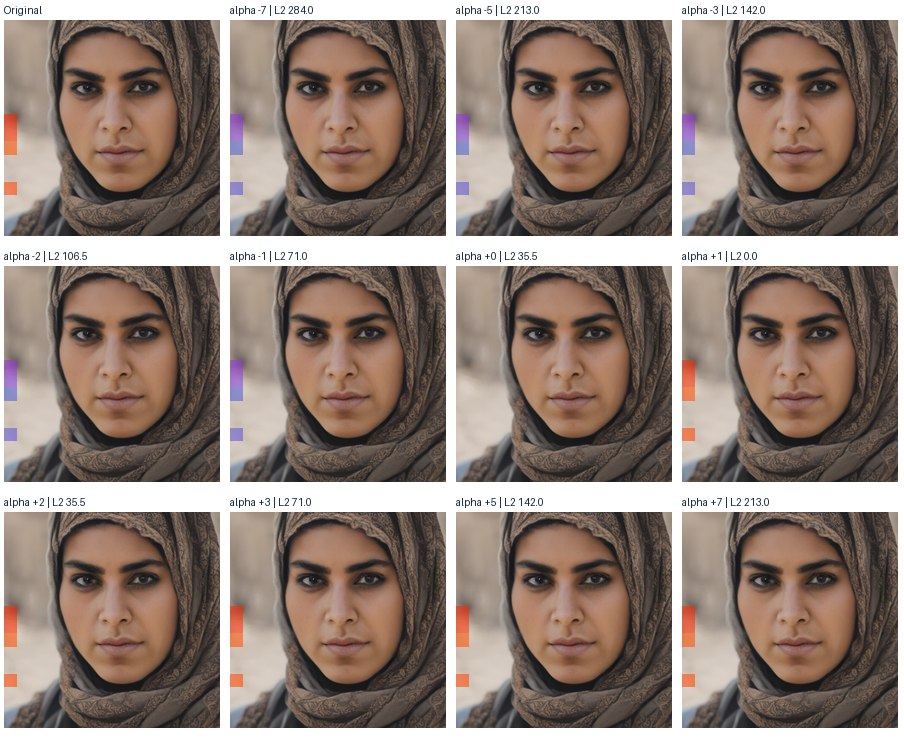 Original
alpha -7 | L2 284.0
alpha -5 | L2 213.0
alpha -3 | L2 142.0
alpha -2 | L2 106.5
alpha -1 | L2 71.0
alpha +0 | L2 35.5
alpha +1 | L2 0.0
alpha +2 | L2 35.5
alpha +3 | L2 71.0
alpha +5 | L2 142.0
alpha +7 | L2 213.0